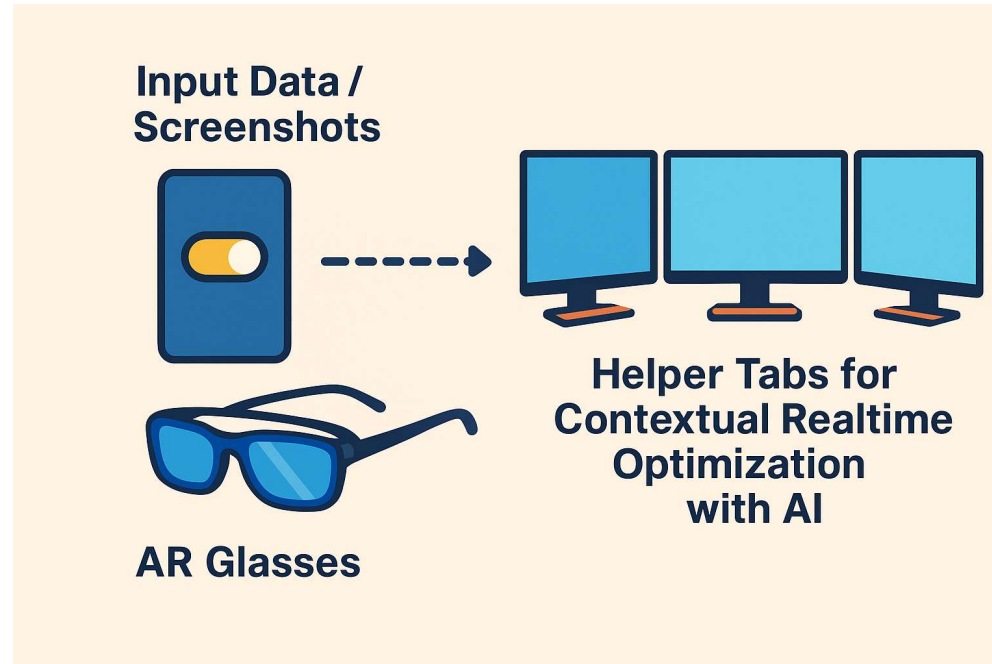 Input Data /
Screenshots
AR Glasses
Helper Tabs for
Contextual Realtime
Optimization
with AI